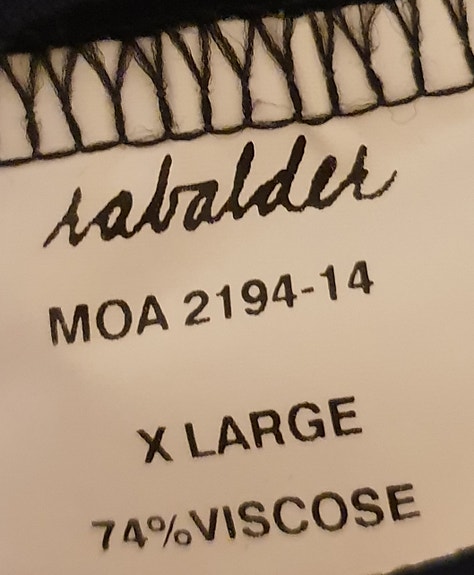 rabalder
MOA 2194-14
X LARGE
74%VISCOSE